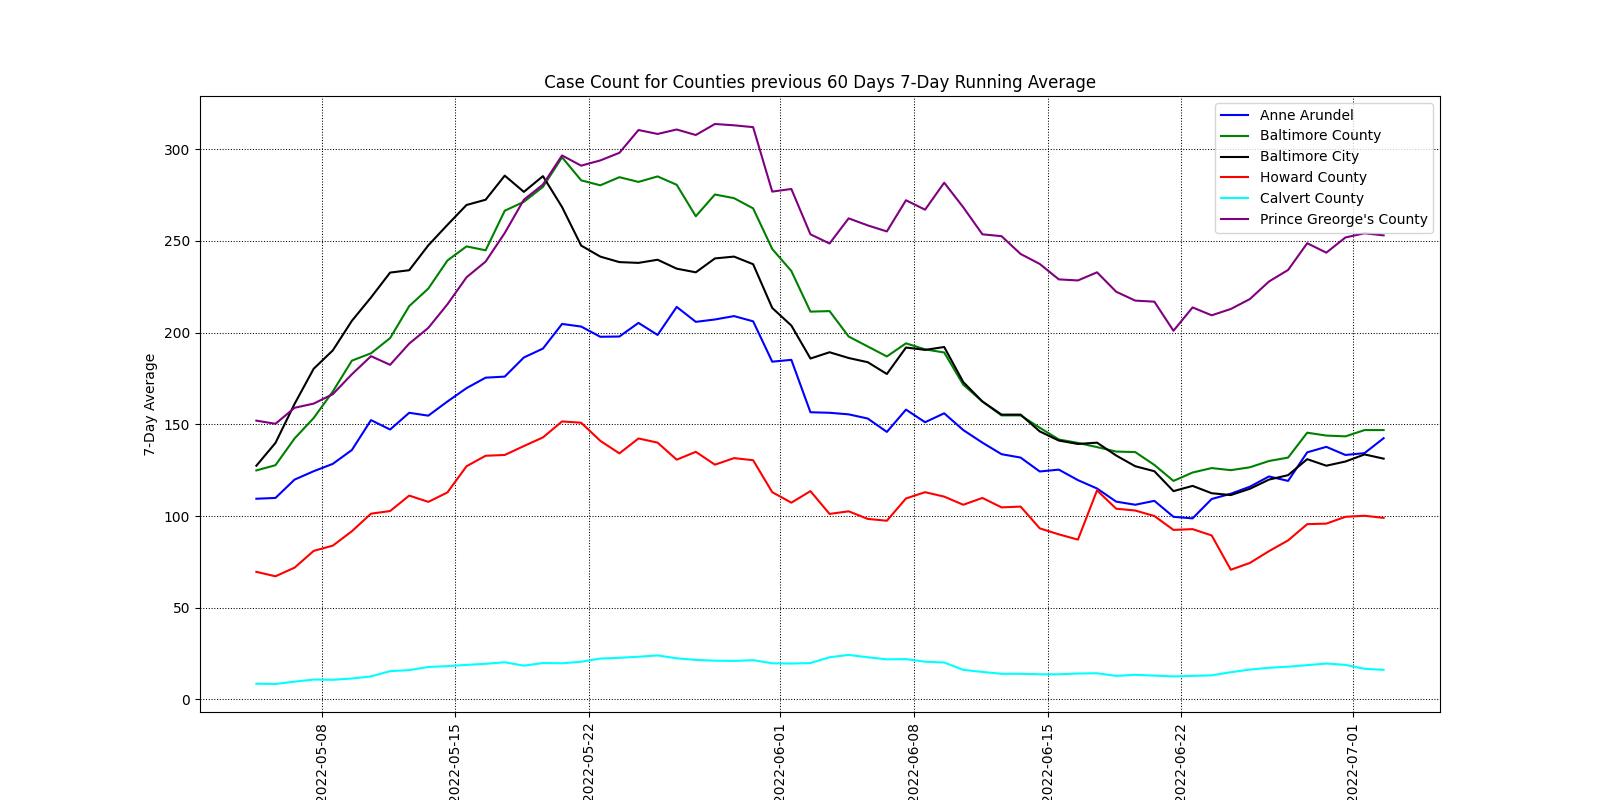 Case Count for Counties previous 60 Days 7-Day Running Average
Anne Arundel
Baltimore County
Baltimore City
Howard County
Calvert County
Prince Greorge's County
7-Day Average
300
250
200
150
100
50
0
2022-05-08
2022-05-15
2022-05-22
2022-06-01
2022-06-08
2022-06-15
2022-06-22
2022-07-01